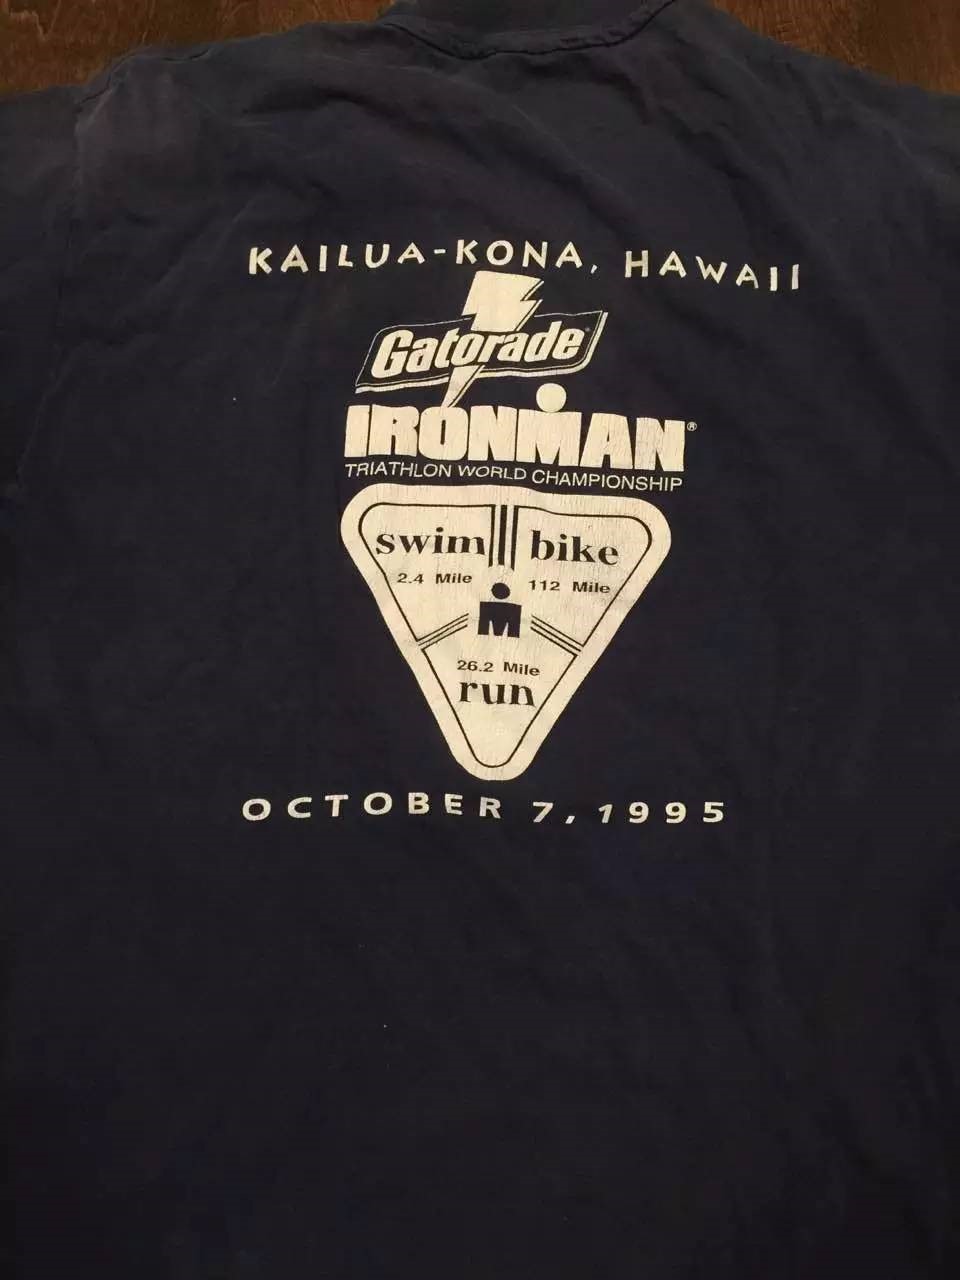 KAILUA-KONA, HAWAII
Gatorade
IRONMAN®
TRIATHLON WORLD CHAMPIONSHIP
swim bike
2.4 Mile 112 Mile
M
26.2 Mile
run
OCTOBER 7, 1995